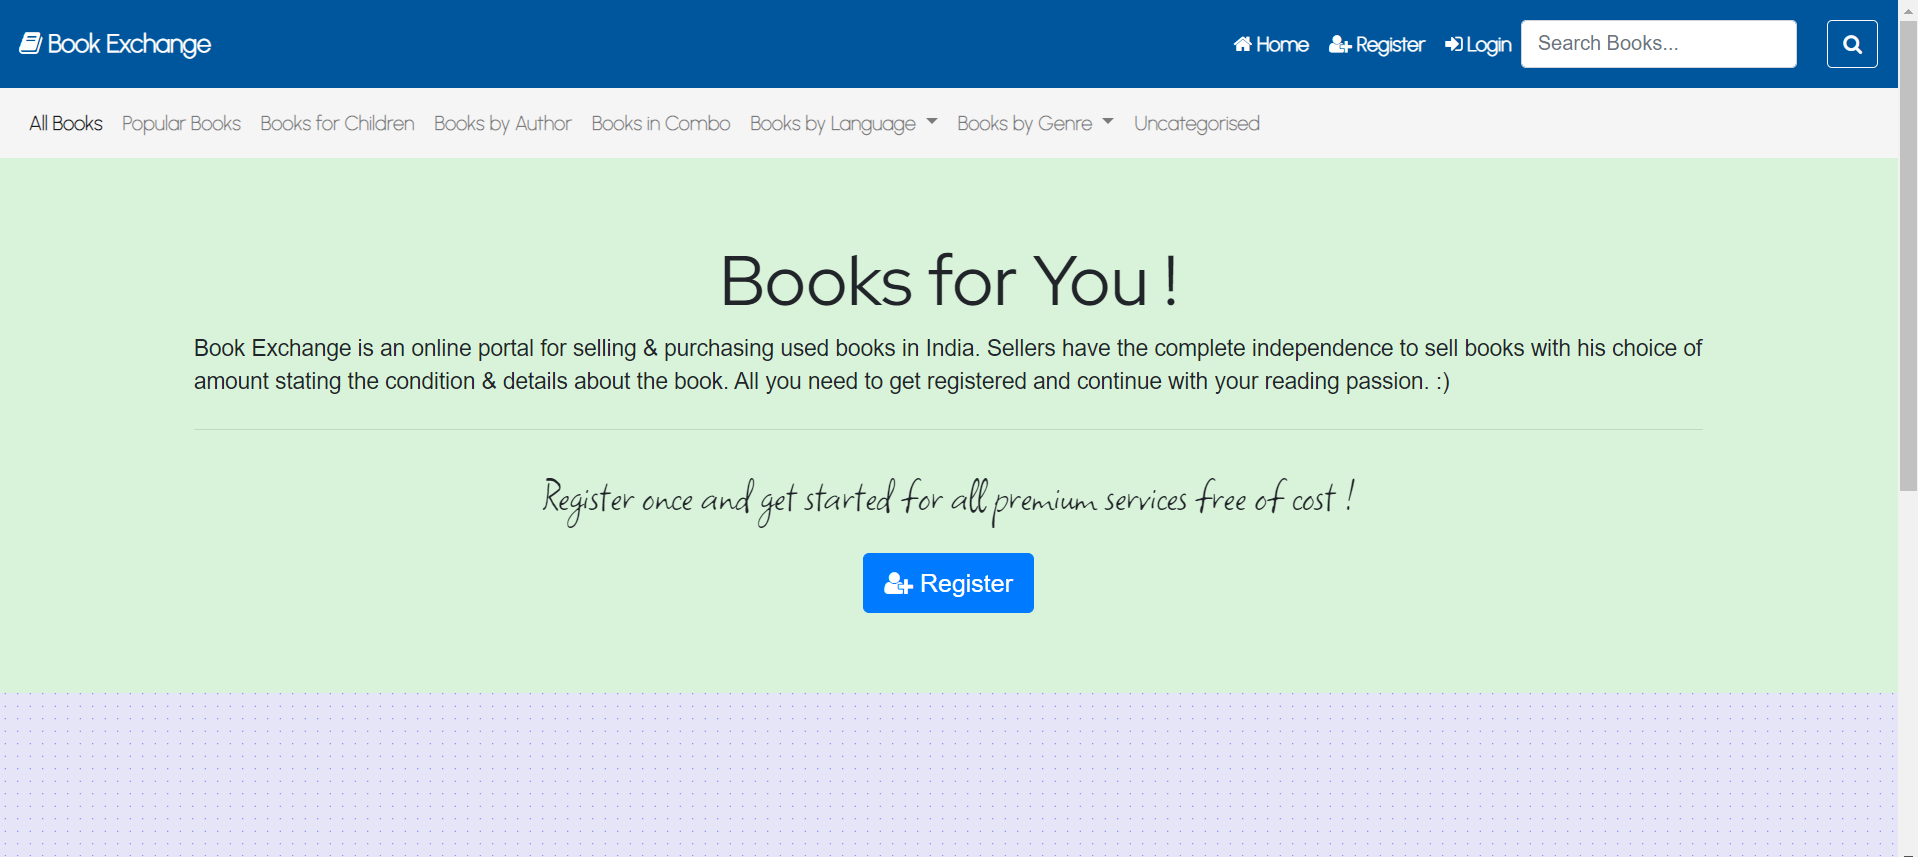 Book Exchange
Home Register Login Search Books...
All Books Popular Books Books for Children Books by Author Books in Combo Books by Language Books by Genre Uncategorised
Books for You !
Book Exchange is an online portal for selling & purchasing used books in India. Sellers have the complete independence to sell books with his choice of
amount stating the condition & details about the book. All you need to get registered and continue with your reading passion. :)
Register once and get started for all premium services free of cost !
Register